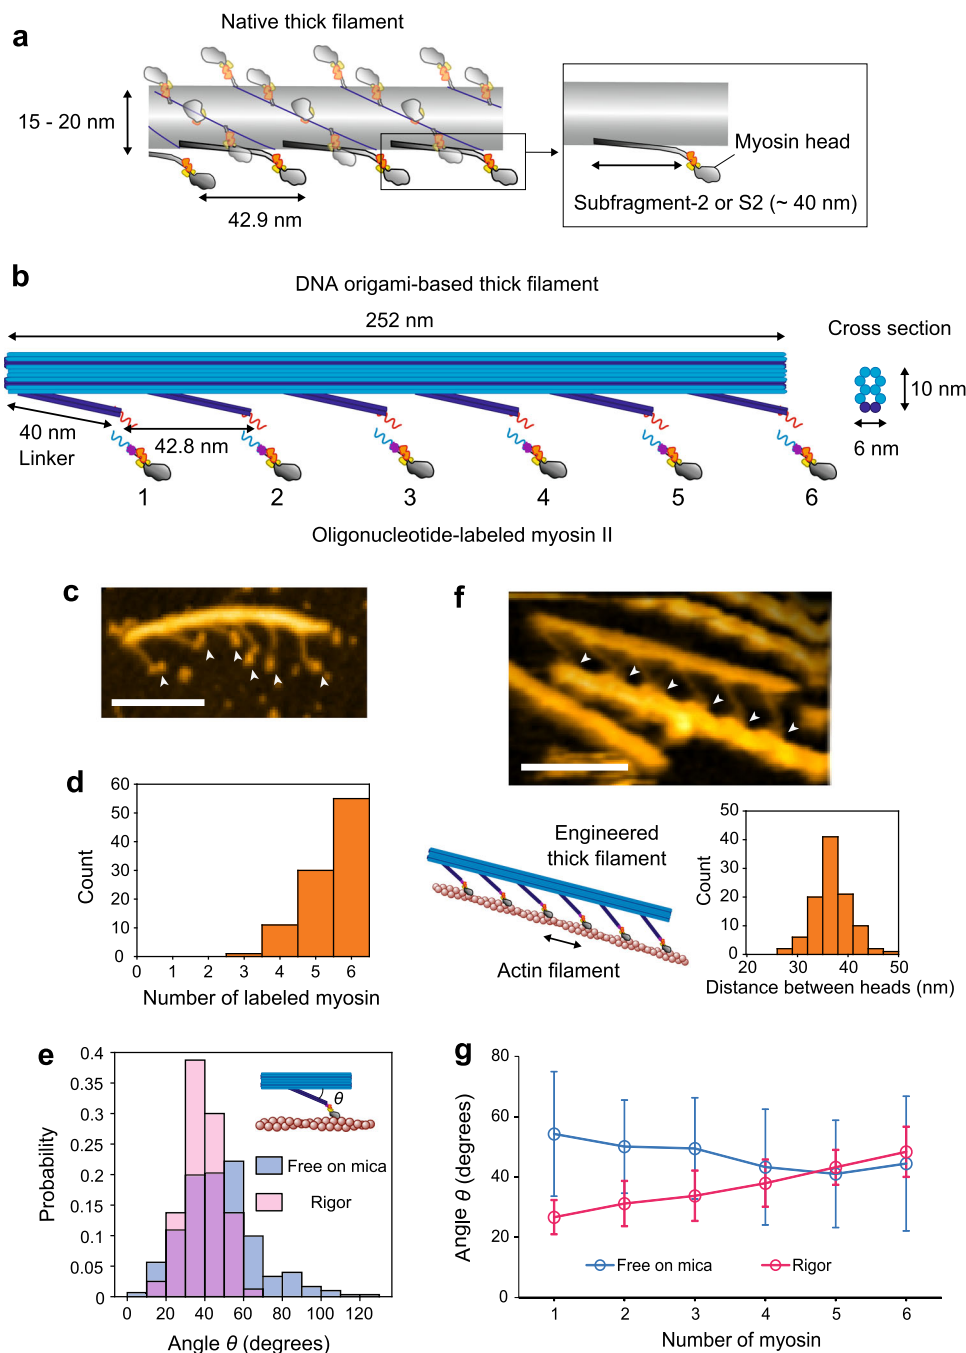 a
Native thick filament
15 - 20 nm
42.9 nm
Myosin head
Subfragment-2 or S2 (~ 40 nm)
b
DNA origami-based thick filament
252 nm
Cross section
10 nm
6 nm
40 nm
Linker
42.8 nm
1 2 3 4 5 6
Oligonucleotide-labeled myosin II
c
f
d
Count
60
50
40
30
20
10
0
0 1 2 3 4 5 6
Number of labeled myosin
Engineered
thick filament
Actin filament
Count
50
40
30
20
10
0
20 30 40 50
Distance between heads (nm)
e
Probability
0.4
0.35
0.3
0.25
0.2
0.15
0.1
0.05
0
θ
Free on mica
Rigor
0 20 40 60 80 100 120
Angle θ (degrees)
g
Angle θ (degrees)
80
60
40
20
0
Free on mica
Rigor
1 2 3 4 5 6
Number of myosin